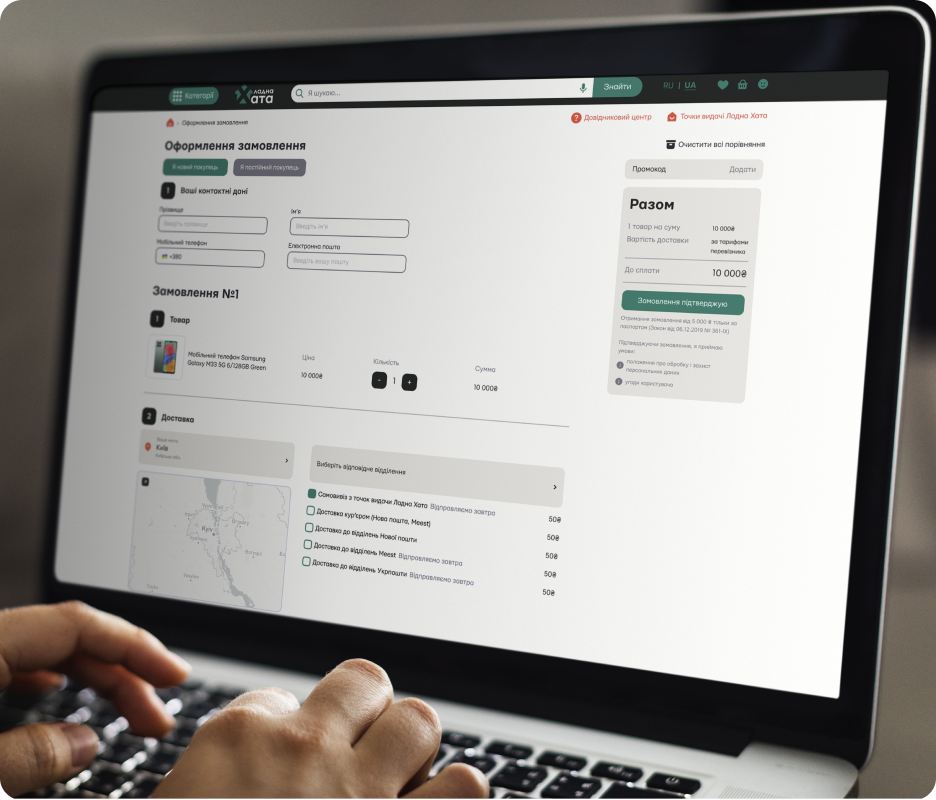 Категорії
ЛАДНА
ХАТА
Я шукаю...
Знайти
RU | UA
Оформлення замовлення
Довідниковий центр
Точки видачі Ладна Хата
Оформлення замовлення
Очистити всі порівняння
Я новий покупець
Я постійний покупець
Промокод
Додати
1 Ваші контактні дані
Прізвище
Ім'я
Введіть прізвище
Введіть ім'я
Мобільний телефон
Електронна пошта
+380
Введіть вашу пошту
Разом
1 товар на суму 10 000₴
Вартість доставки за тарифами
перевізника
До сплати 10 000₴
Замовлення підтверджую
Отримання замовлення від 5 000 ₴ тільки за
паспортом (Закон від 06.12.2019 № 361-IX)
Підтверджуючи замовлення, я приймаю
умови:
положення про обробку і захист
персональних даних
угоди користувача
Замовлення №1
1 Товар
Мобільний телефон Samsung
Galaxy M33 5G 6/128GB Green
Ціна
10 000₴
Кількість
- 1 +
Сумма
10 000₴
2 Доставка
Київ
Виберіть відповідне відділення
Самовивіз з точок видачі Ладна Хата Відправляємо завтра 50₴
Доставка кур'єром (Нова пошта, Meest) 50₴
Доставка до відділень Нової пошти 50₴
Доставка до відділень Meest Відправляємо завтра 50₴
Доставка до відділень Укрпошти Відправляємо завтра 50₴